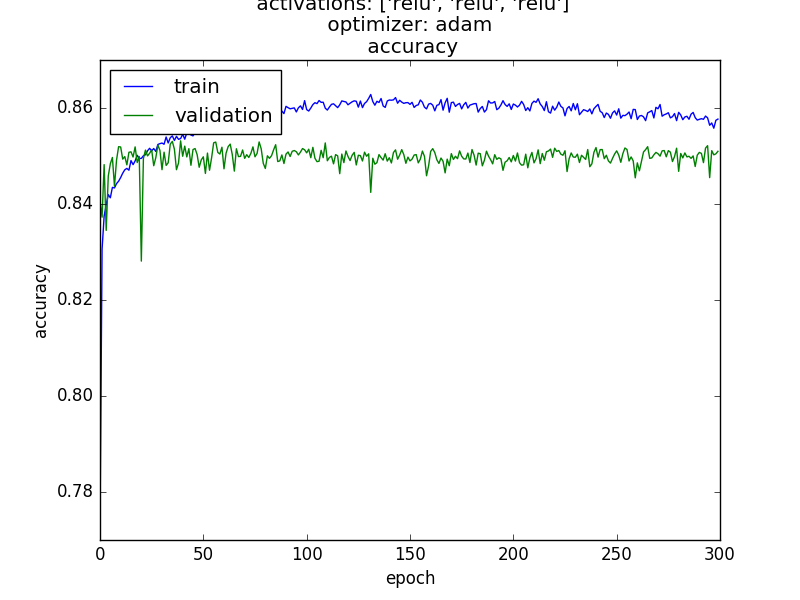 activations: ['relu', 'relu', 'relu']
optimizer: adam
accuracy
train
validation
0.86
0.84
0.82
0.80
0.78
accuracy
0 50 100 150 200 250 300
epoch